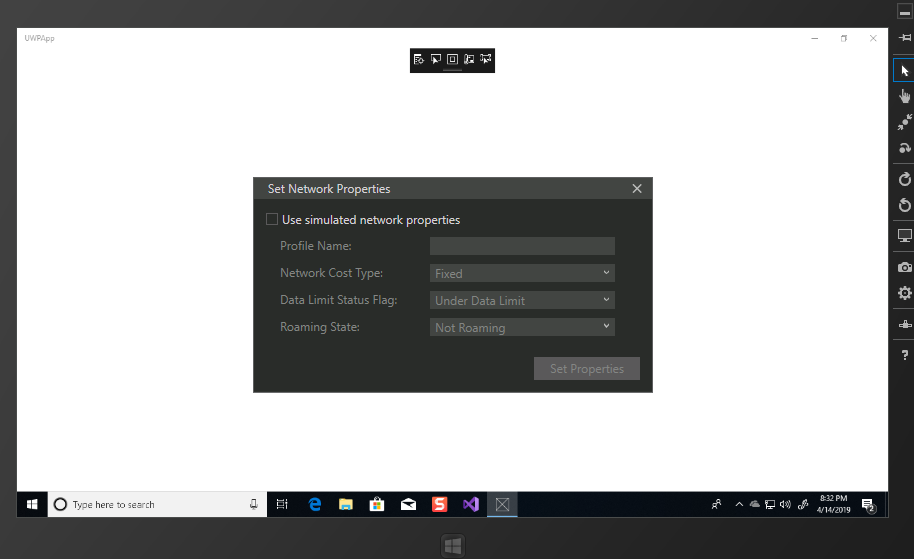 UWPApp
Set Network Properties
Use simulated network properties
Profile Name:
Network Cost Type: Fixed
Data Limit Status Flag: Under Data Limit
Roaming State: Not Roaming
Set Properties
Type here to search
8:32 PM
4/14/2019
2